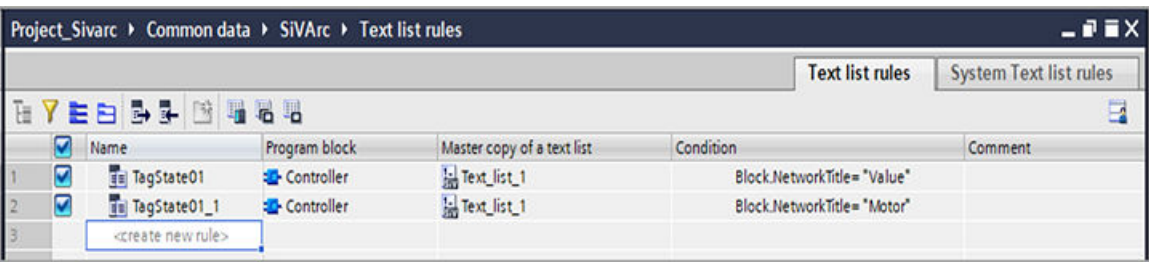 Project_Sivarc ▸ Common data ▸ SiVArc ▸ Text list rules
Text list rules System Text list rules
Name Program block Master copy of a text list Condition Comment
1 TagState01 Controller Text_list_1 Block.NetworkTitle= "Value"
2 TagState01_1 Controller Text_list_1 Block.NetworkTitle= "Motor"
3 <create new rule>